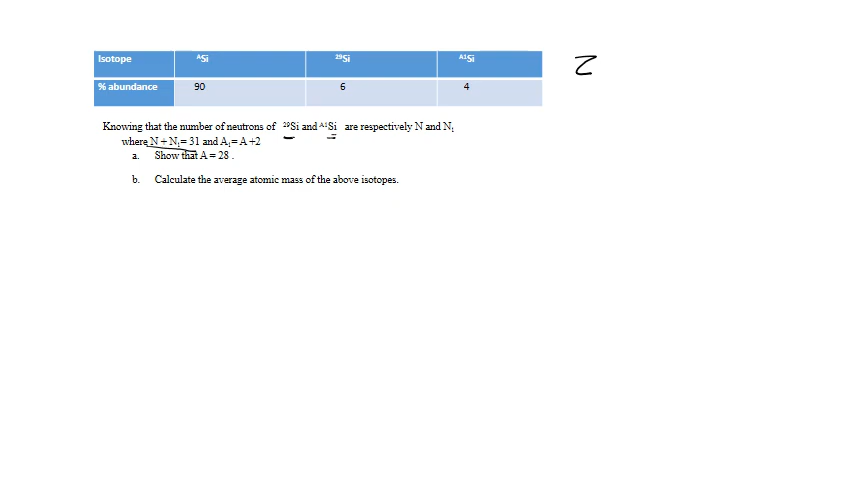 Isotope ᴬSi ²⁹Si ᴬ¹Si
% abundance 90 6 4
Z
Knowing that the number of neutrons of ²⁹Si and ᴬ¹Si are respectively N and N₁
where N + N₁= 31 and A₁= A +2
a. Show that A = 28 .
b. Calculate the average atomic mass of the above isotopes.